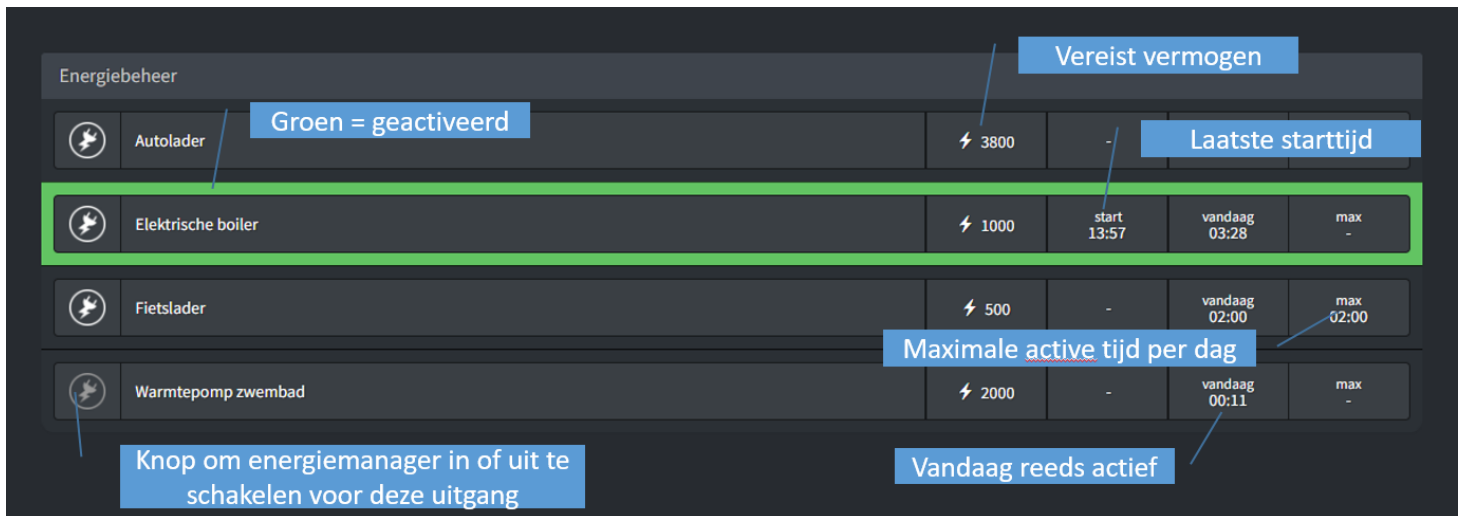 Vereist vermogen
Energiebeheer
Groen = geactiveerd
Autolader
3800
-
Laatste starttijd
Elektrische boiler
1000
start
13:57
vandaag
03:28
max
-
Fietslader
500
-
vandaag
02:00
max
02:00
Maximale active tijd per dag
Warmtepomp zwembad
2000
-
vandaag
00:11
max
-
Knop om energiemanager in of uit te
schakelen voor deze uitgang
Vandaag reeds actief